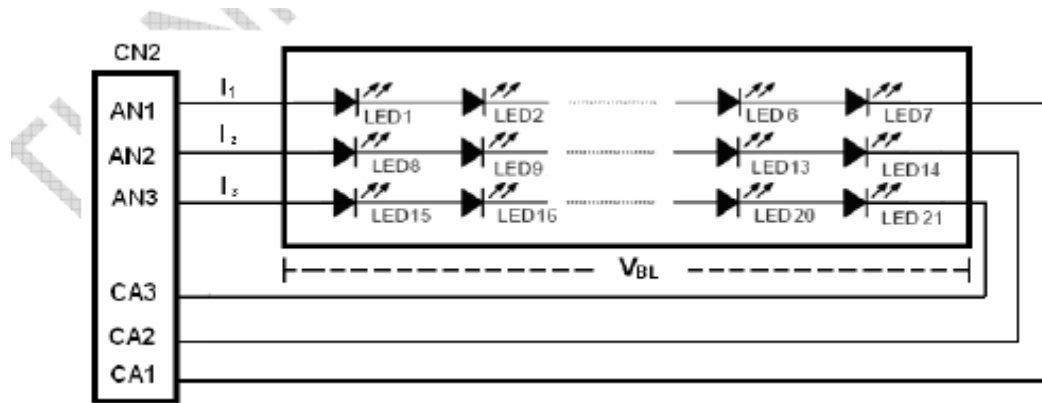 CN2
AN1 I₁ LED1 LED2 LED6 LED7
AN2 I₂ LED8 LED9 LED13 LED14
AN3 I₃ LED15 LED16 LED20 LED21
V_BL
CA3
CA2
CA1